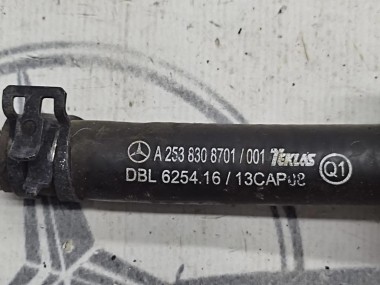 A 253 830 8701 / 001 TEKLAS Q1
DBL 6254.16 / 13CAP08